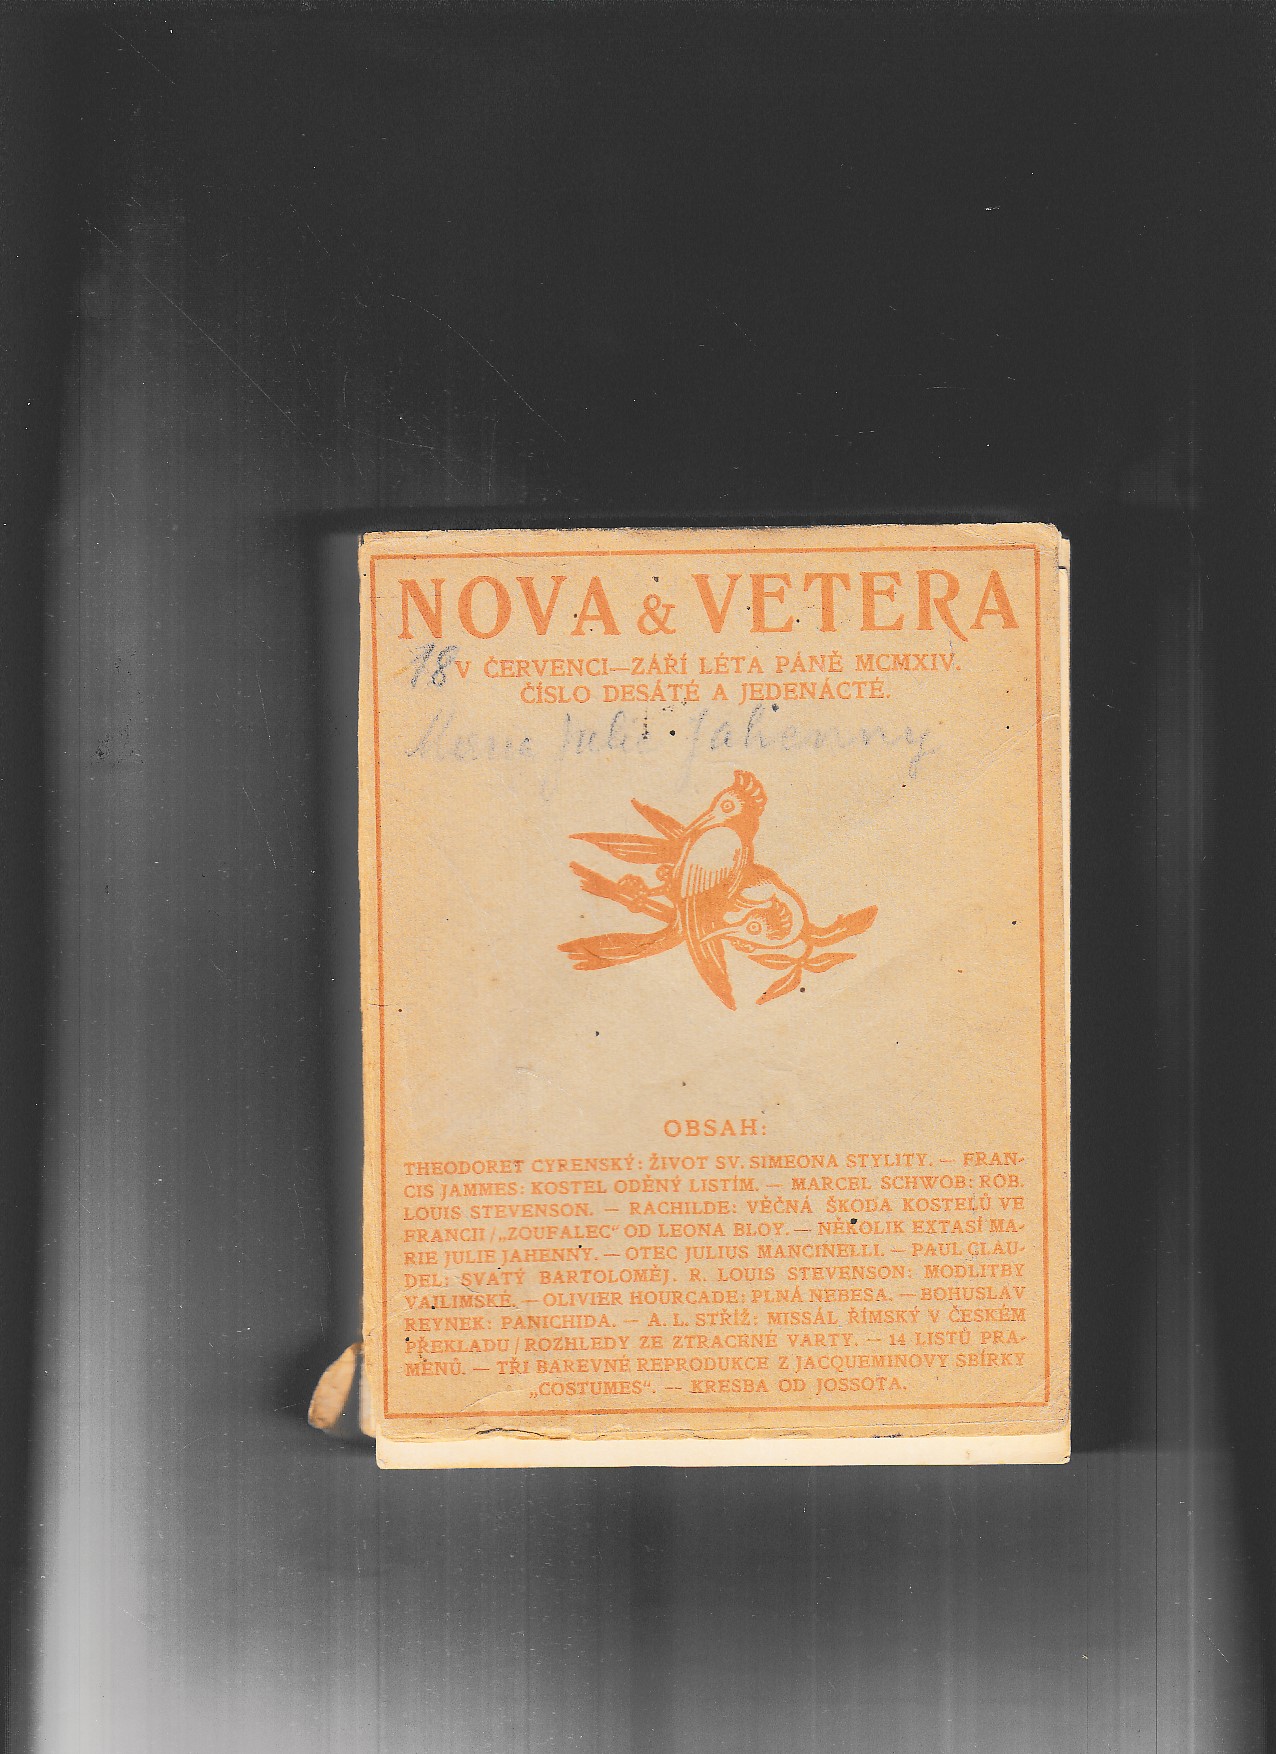 NOVA & VETERA
18 V ČERVENCI—ZÁŘÍ LÉTA PÁNĚ MCMXIV.
ČÍSLO DESÁTÉ A JEDENÁCTÉ.
Marie Julie Jahenny
OBSAH:
THEODORET CYRENSKÝ: ŽIVOT SV. SIMEONA STYLITY. — FRAN-
CIS JAMMES: KOSTEL ODĚNÝ LISTÍM. — MARCEL SCHWOB: ROB.
LOUIS STEVENSON. — RACHILDE: VĚČNÁ ŠKODA KOSTELŮ VE
FRANCII / „ZOUFALEC“ OD LEONA BLOY. — NĚKOLIK EXTASÍ MA-
RIE JULIE JAHENNY. — OTEC JULIUS MANCINELLI. — PAUL CLAU-
DEL: SVATÝ BARTOLOMĚJ. R. LOUIS STEVENSON: MODLITBY
VAILIMSKÉ. — OLIVIER HOURCADE: PLNÁ NEBESA. — BOHUSLAV
REYNEK: PANICHIDA. — A. L. STŘÍŽ: MISSÁL ŘÍMSKÝ V ČESKÉM
PŘEKLADU / ROZHLEDY ZE ZTRACENÉ VARTY. — 14 LISTŮ PRA-
MENŮ. — TŘI BAREVNÉ REPRODUKCE Z JACQUEMINOVY SBÍRKY
„COSTUMES“. — KRESBA OD JOSSOTA.